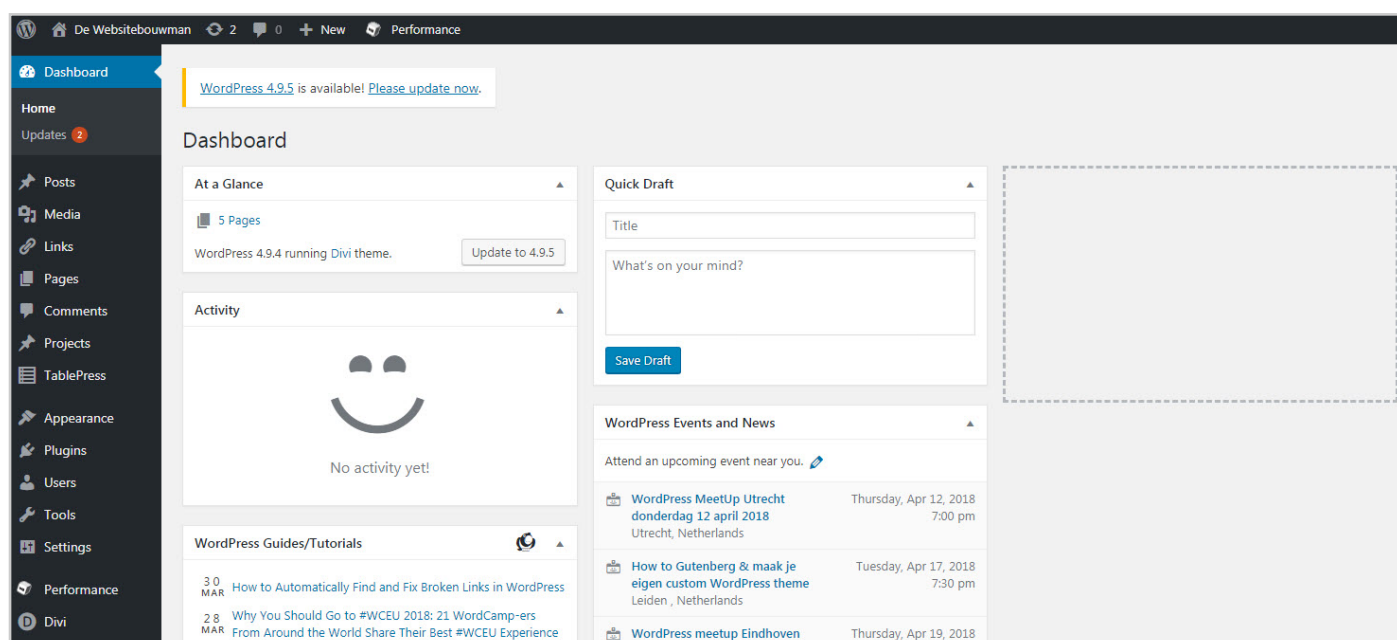 De Websitebouwman 2 0 New Performance
Dashboard
Home
Updates 2
Posts
Media
Links
Pages
Comments
Projects
TablePress
Appearance
Plugins
Users
Tools
Settings
Performance
Divi
WordPress 4.9.5 is available! Please update now.
Dashboard
At a Glance
5 Pages
WordPress 4.9.4 running Divi theme.
Update to 4.9.5
Activity
No activity yet!
WordPress Guides/Tutorials
30
MAR
How to Automatically Find and Fix Broken Links in WordPress
28
MAR
Why You Should Go to #WCEU 2018: 21 WordCamp-ers
From Around the World Share Their Best #WCEU Experience
Quick Draft
Title
What's on your mind?
Save Draft
WordPress Events and News
Attend an upcoming event near you.
WordPress MeetUp Utrecht
donderdag 12 april 2018
Utrecht, Netherlands
Thursday, Apr 12, 2018
7:00 pm
How to Gutenberg & maak je
eigen custom WordPress theme
Leiden , Netherlands
Tuesday, Apr 17, 2018
7:30 pm
WordPress meetup Eindhoven
Thursday, Apr 19, 2018